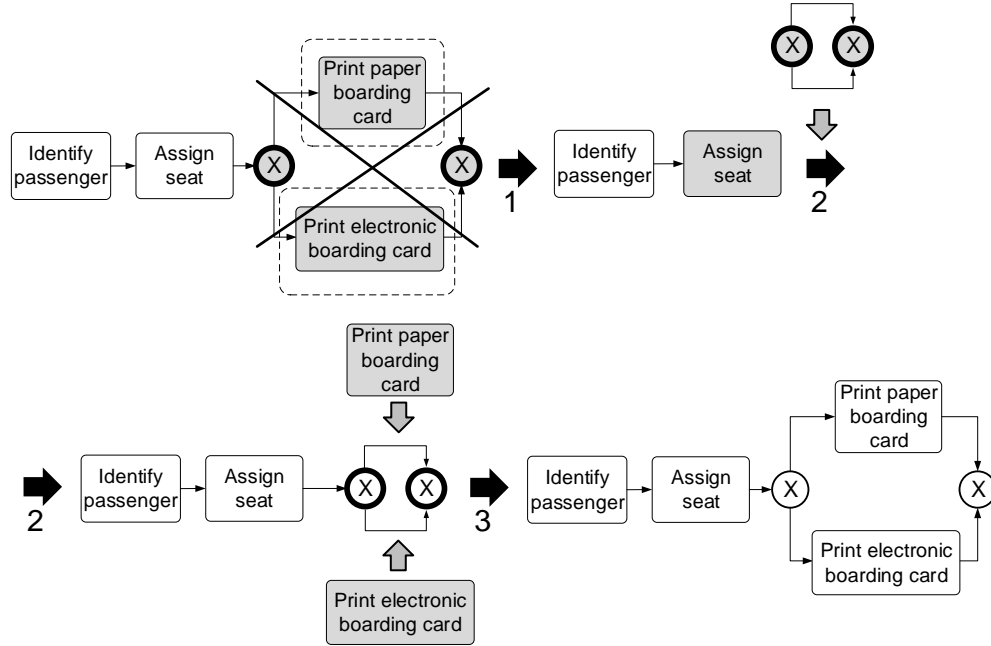 X
X
Print paper
boarding
card
Identify
passenger
Assign
seat
X
X
Print electronic
boarding card
1
Identify
passenger
Assign
seat
2
Print paper
boarding
card
2
Identify
passenger
Assign
seat
X
X
Print electronic
boarding card
3
Identify
passenger
Assign
seat
X
Print paper
boarding
card
X
Print electronic
boarding card